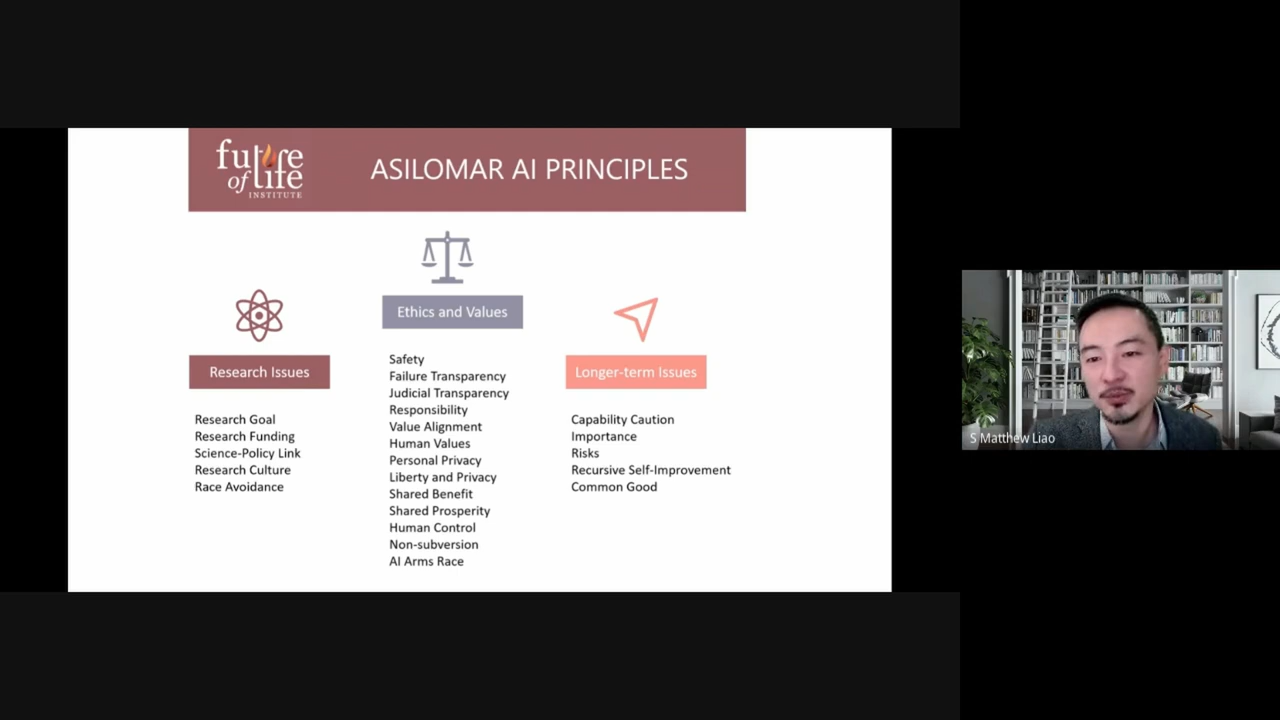 future
of life
INSTITUTE
ASILOMAR AI PRINCIPLES
Research Issues
Research Goal
Research Funding
Science-Policy Link
Research Culture
Race Avoidance
Ethics and Values
Safety
Failure Transparency
Judicial Transparency
Responsibility
Value Alignment
Human Values
Personal Privacy
Liberty and Privacy
Shared Benefit
Shared Prosperity
Human Control
Non-subversion
AI Arms Race
Longer-term Issues
Capability Caution
Importance
Risks
Recursive Self-Improvement
Common Good
S Matthew Liao